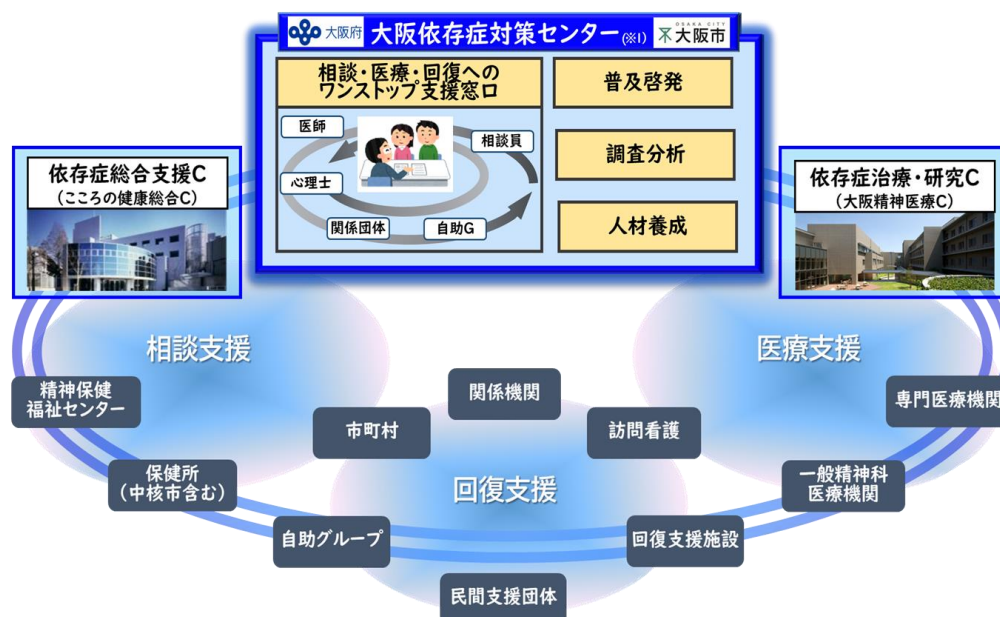 大阪府
大阪依存症対策センター(※1)
OSAKA CITY
大阪市
相談・医療・回復への
ワンストップ支援窓口
医師
相談員
心理士
関係団体
自助G
普及啓発
調査分析
人材養成
依存症総合支援C
(こころの健康総合C)
依存症治療・研究C
(大阪精神医療C)
相談支援
医療支援
回復支援
精神保健
福祉センター
関係機関
専門医療機関
市町村
訪問看護
保健所
(中核市含む)
一般精神科
医療機関
自助グループ
回復支援施設
民間支援団体